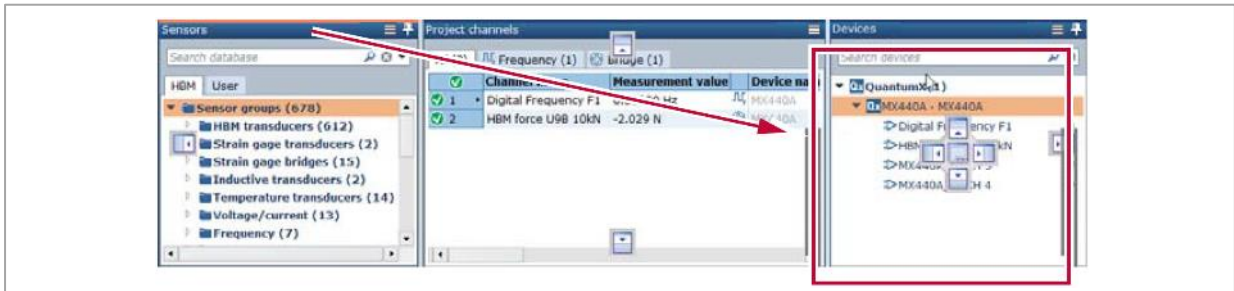 Sensors
Search database
HBM User
Sensor groups (678)
HBM transducers (612)
Strain gage transducers (2)
Strain gage bridges (15)
Inductive transducers (2)
Temperature transducers (14)
Voltage/current (13)
Frequency (7)
Project channels
Frequency (1) Bridge (1)
Channel Measurement value Device
1 Digital Frequency F1 Hz MX440A
2 HBM force U9B 10kN -2.029 N
Devices
Search devices
QuantumX
MX440A - MX440A
Digital F1
kN
MX440A
MX440A CH 4